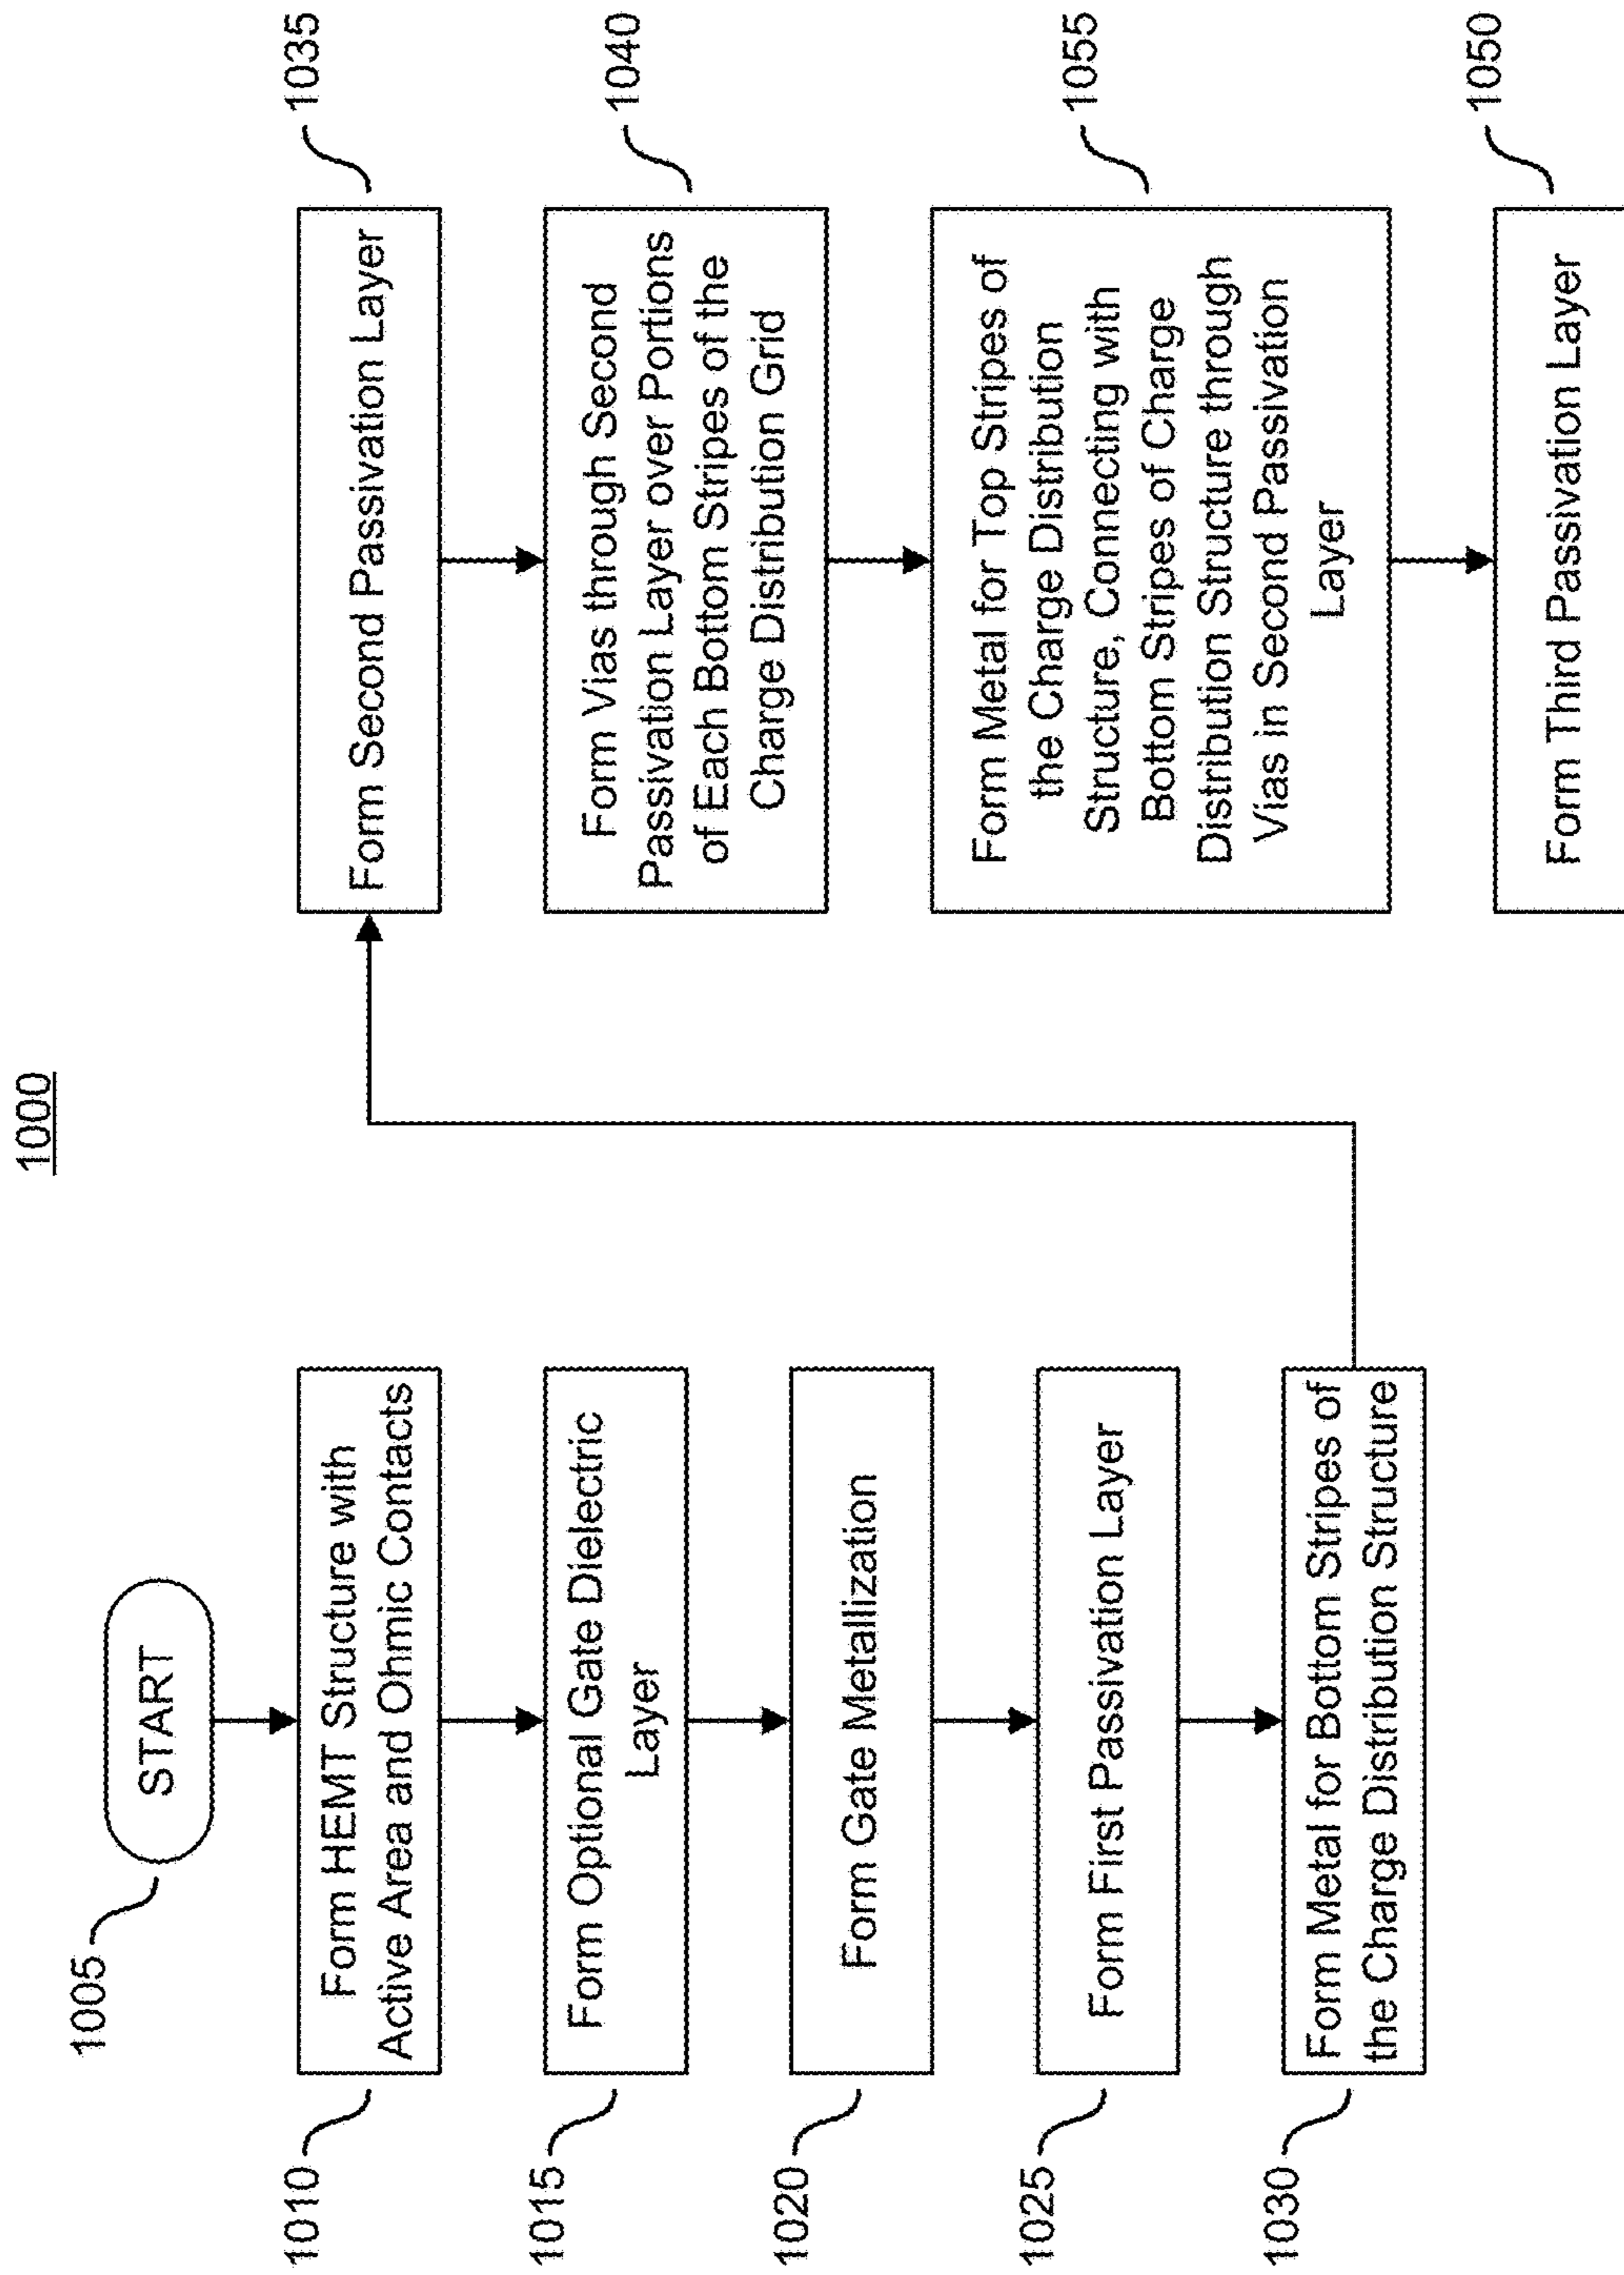 1000
START
1005
Form HEMT Structure with
Active Area and Ohmic Contacts
1010
Form Optional Gate Dielectric
Layer
1015
Form Gate Metallization
1020
Form First Passivation Layer
1025
Form Metal for Bottom Stripes of
the Charge Distribution Structure
1030
Form Second Passivation Layer
1035
Form Vias through Second
Passivation Layer over Portions
of Each Bottom Stripes of the
Charge Distribution Grid
1040
Form Metal for Top Stripes of
the Charge Distribution
Structure, Connecting with
Bottom Stripes of Charge
Distribution Structure through
Vias in Second Passivation
Layer
1055
Form Third Passivation Layer
1050